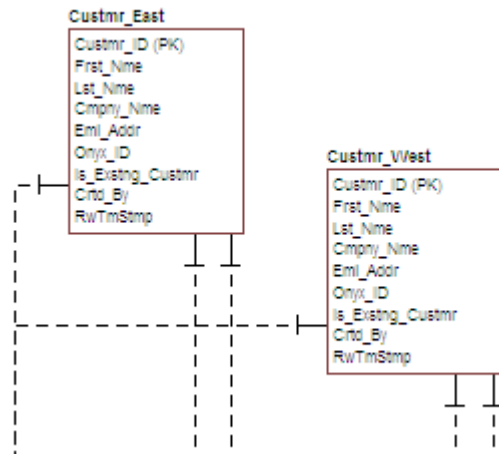 Custmr_East
Custmr_ID (PK)
Frst_Nme
Lst_Nme
Cmpny_Nme
Eml_Addr
Onyx_ID
Is_Exstng_Custmr
Crtd_By
RwTmStmp
Custmr_West
Custmr_ID (PK)
Frst_Nme
Lst_Nme
Cmpny_Nme
Eml_Addr
Onyx_ID
Is_Exstng_Custmr
Crtd_By
RwTmStmp